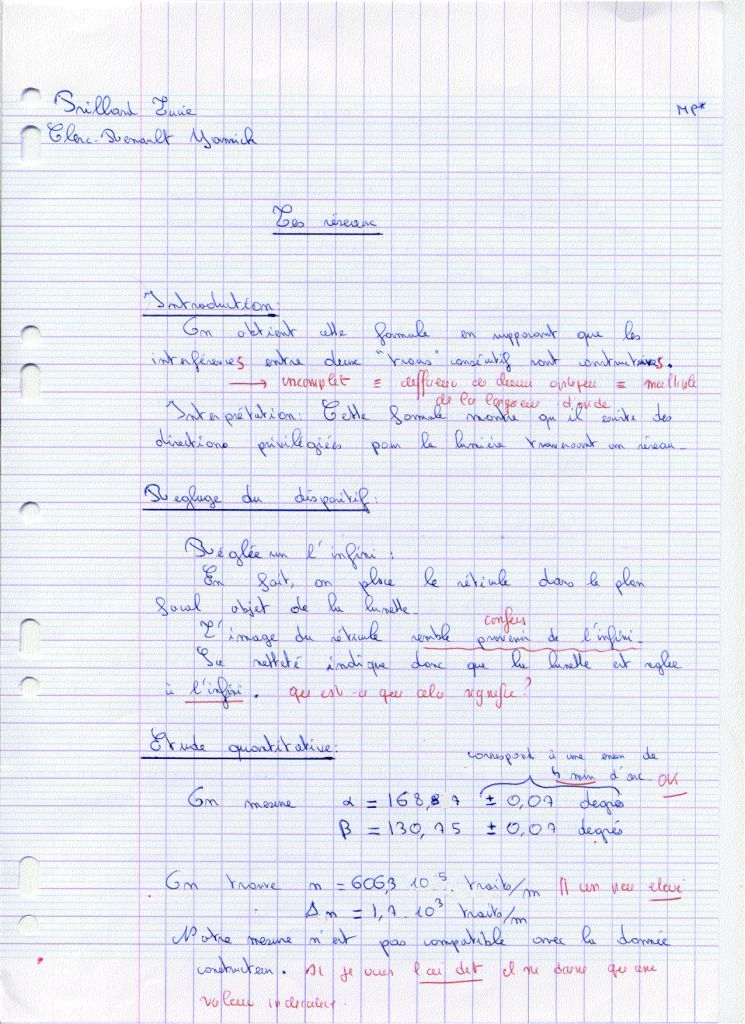 Lucie
MP*
Clerc-Renault Yannick
Les réseaux
Introduction:
On obtient cette formule en supposant que les
interférences entre deux "trous" consécutif sont constructives.
→ incomplet ≡ différence de chemin optique = multiple
de la longueur d'onde
Interprétation: Cette formule montre qu'il existe des
directions privilégiées pour la lumière traversant un réseau.
Reglage du dispositif:
Réglée sur l'infini:
En fait, on place le réticule dans le plan
focal objet de la lunette.
confus
L'image du réticule semble provenir de l'infini.
Sa netteté indique donc que la lunette est reglée
à l'infini. qu'est-ce que cela signifie?
Etude quantitative:
correspond à une erreur de
min d'arc OK
On mesure α = 168,87 ± 0,07 degrés
β = 130,75 ± 0,07 degrés
On trouve n = 6063 10 5 traits/m un peu élevé
Δn = 1,7 . 10³ traits/m
Notre mesure n'est pas compatible avec la donnée
constructeur. Si je vous l'ai dit il ne donne qu'une
valeur indicative.